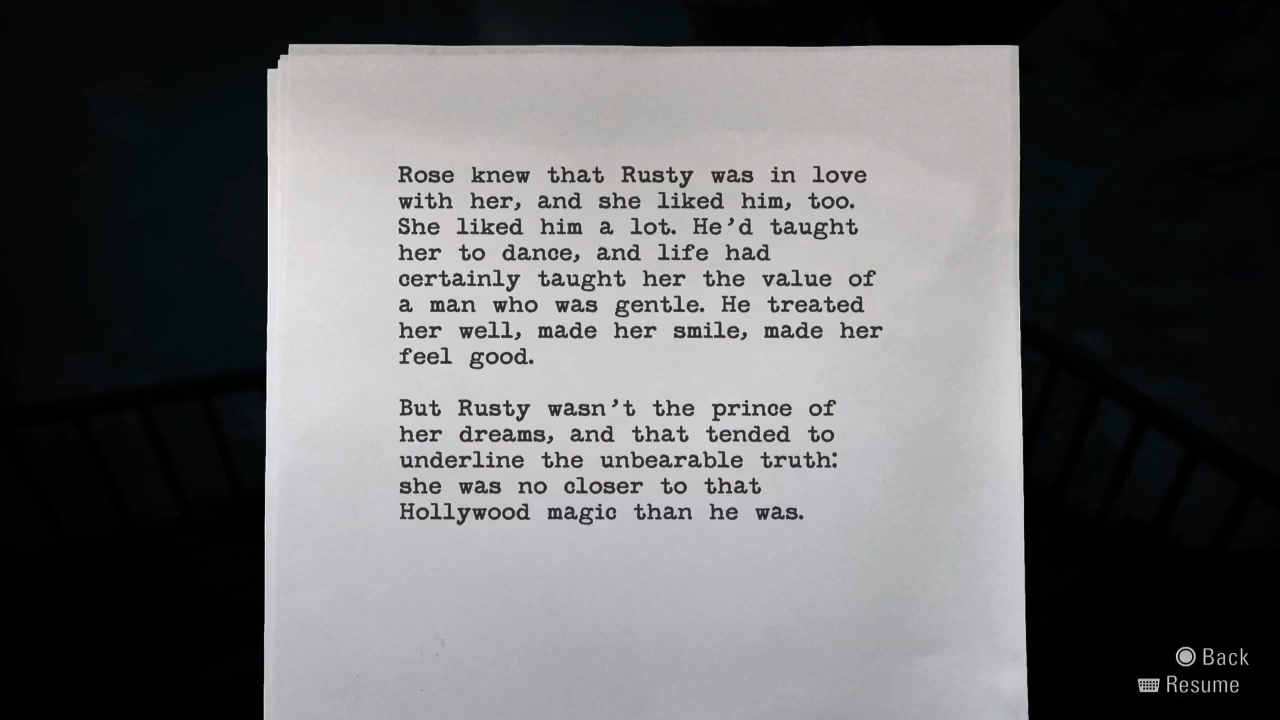 Rose knew that Rusty was in love
with her, and she liked him, too.
She liked him a lot. He’d taught
her to dance, and life had
certainly taught her the value of
a man who was gentle. He treated
her well, made her smile, made her
feel good.
But Rusty wasn’t the prince of
her dreams, and that tended to
underline the unbearable truth:
she was no closer to that
Hollywood magic than he was.
Back
Resume